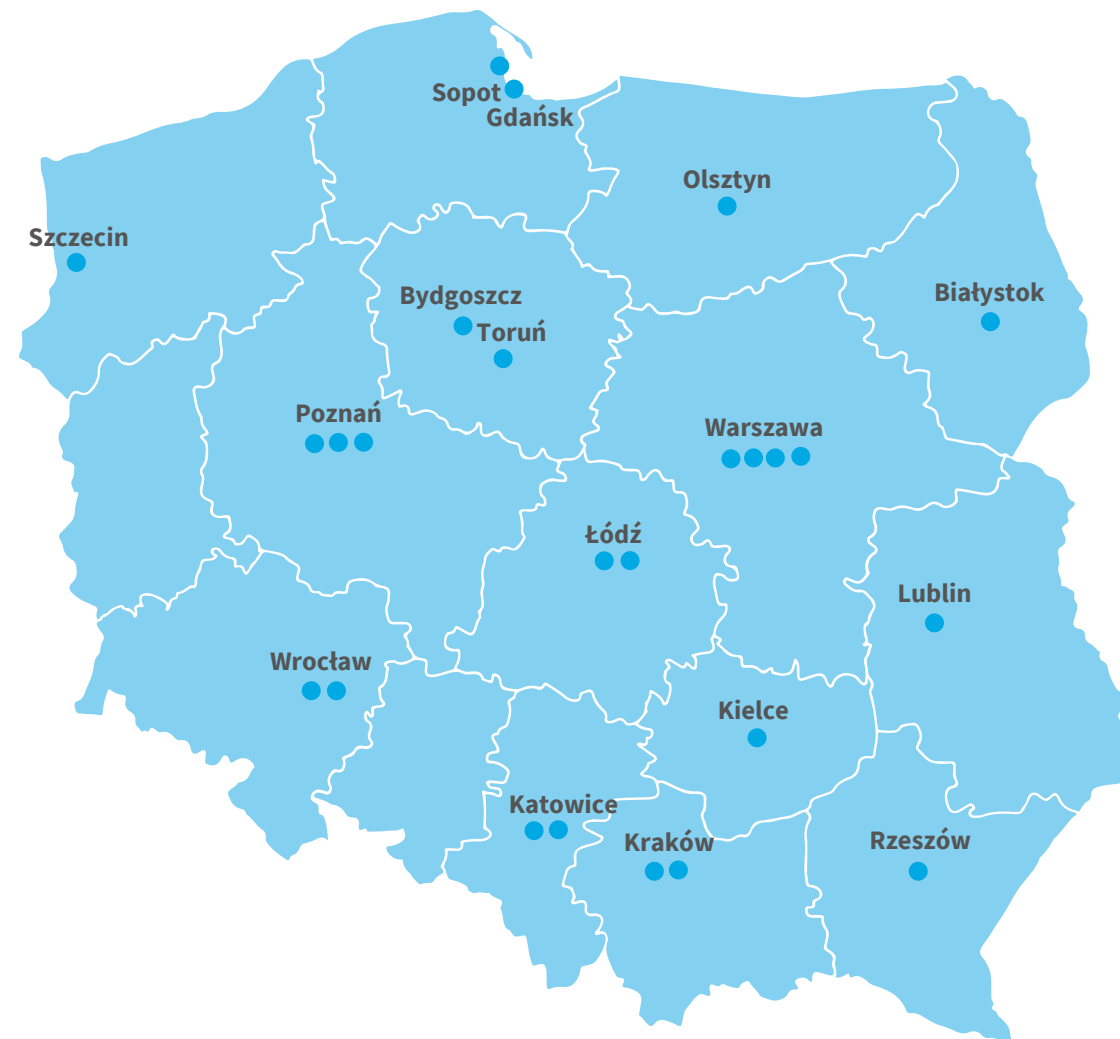 Sopot
Gdańsk
Olsztyn
Szczecin
Bydgoszcz
Białystok
Toruń
Poznań
Warszawa
Łódź
Lublin
Wrocław
Kielce
Katowice
Kraków
Rzeszów